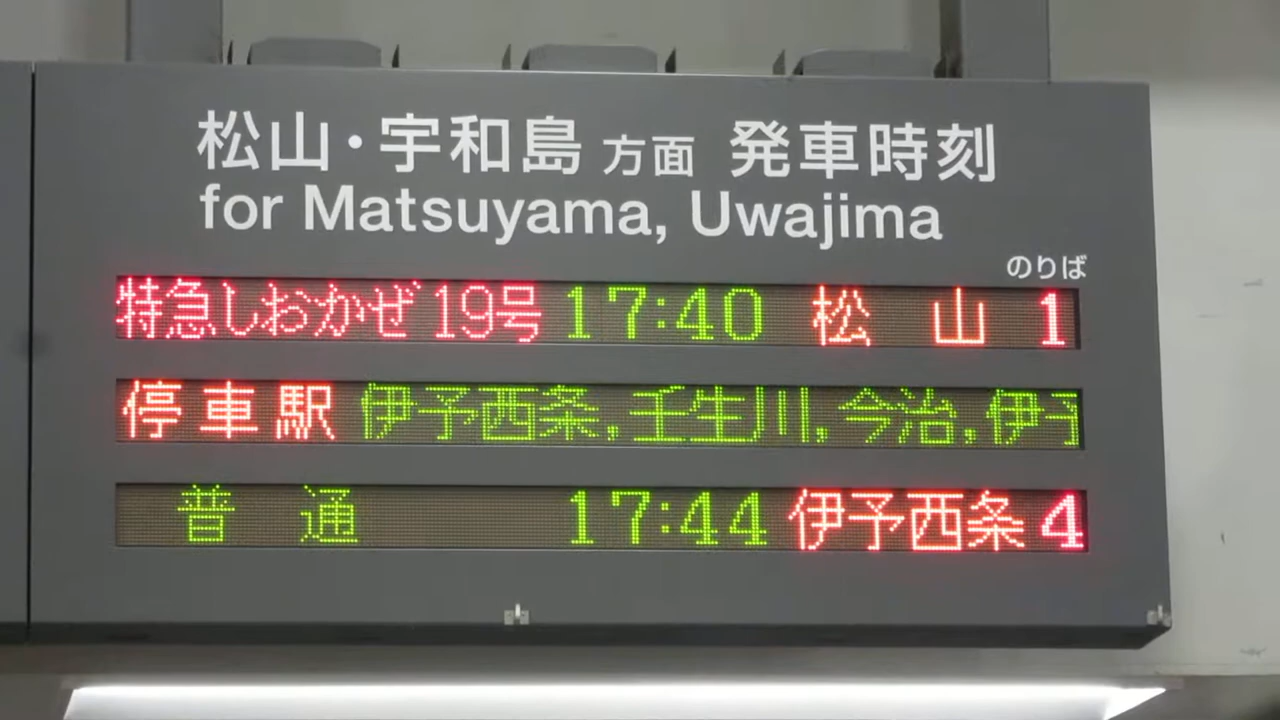 松山・宇和島 方面 発車時刻
for Matsuyama, Uwajima
のりば
特急しおかぜ 19号 17:40 松 山 1
停車駅 伊予西条,壬生川,今治,伊予
普 通 17:44 伊予西条 4